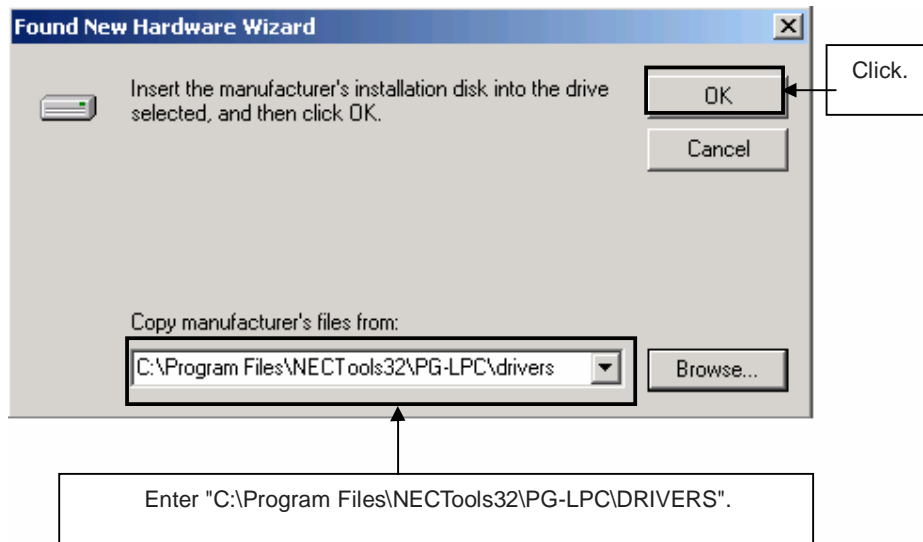 Found New Hardware Wizard
Insert the manufacturer's installation disk into the drive
selected, and then click OK.
OK
Click.
Cancel
Copy manufacturer's files from:
C:\Program Files\NECTools32\PG-LPC\drivers
Browse...
Enter "C:\Program Files\NECTools32\PG-LPC\DRIVERS".